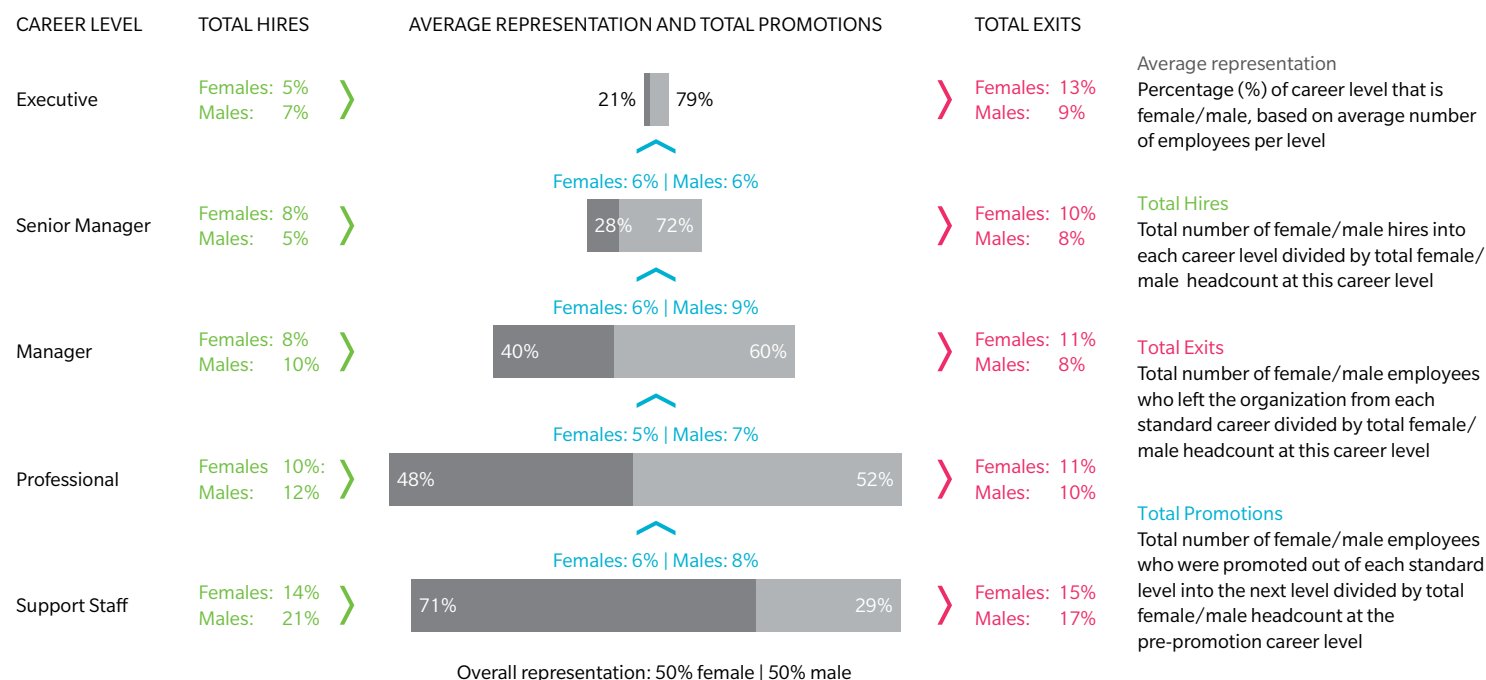 CAREER LEVEL TOTAL HIRES AVERAGE REPRESENTATION AND TOTAL PROMOTIONS TOTAL EXITS
Executive
Females: 5%
Males: 7%
21% 79%
Females: 13%
Males: 9%
Females: 6% | Males: 6%
Senior Manager
Females: 8%
Males: 5%
28% 72%
Females: 10%
Males: 8%
Females: 6% | Males: 9%
Manager
Females: 8%
Males: 10%
40% 60%
Females: 11%
Males: 8%
Females: 5% | Males: 7%
Professional
Females 10%:
Males: 12%
48% 52%
Females: 11%
Males: 10%
Females: 6% | Males: 8%
Support Staff
Females: 14%
Males: 21%
71% 29%
Females: 15%
Males: 17%
Overall representation: 50% female | 50% male
Average representation
Percentage (%) of career level that is
female/male, based on average number
of employees per level
Total Hires
Total number of female/male hires into
each career level divided by total female/
male headcount at this career level
Total Exits
Total number of female/male employees
who left the organization from each
standard career divided by total female/
male headcount at this career level
Total Promotions
Total number of female/male employees
who were promoted out of each standard
level into the next level divided by total
female/male headcount at the
pre-promotion career level